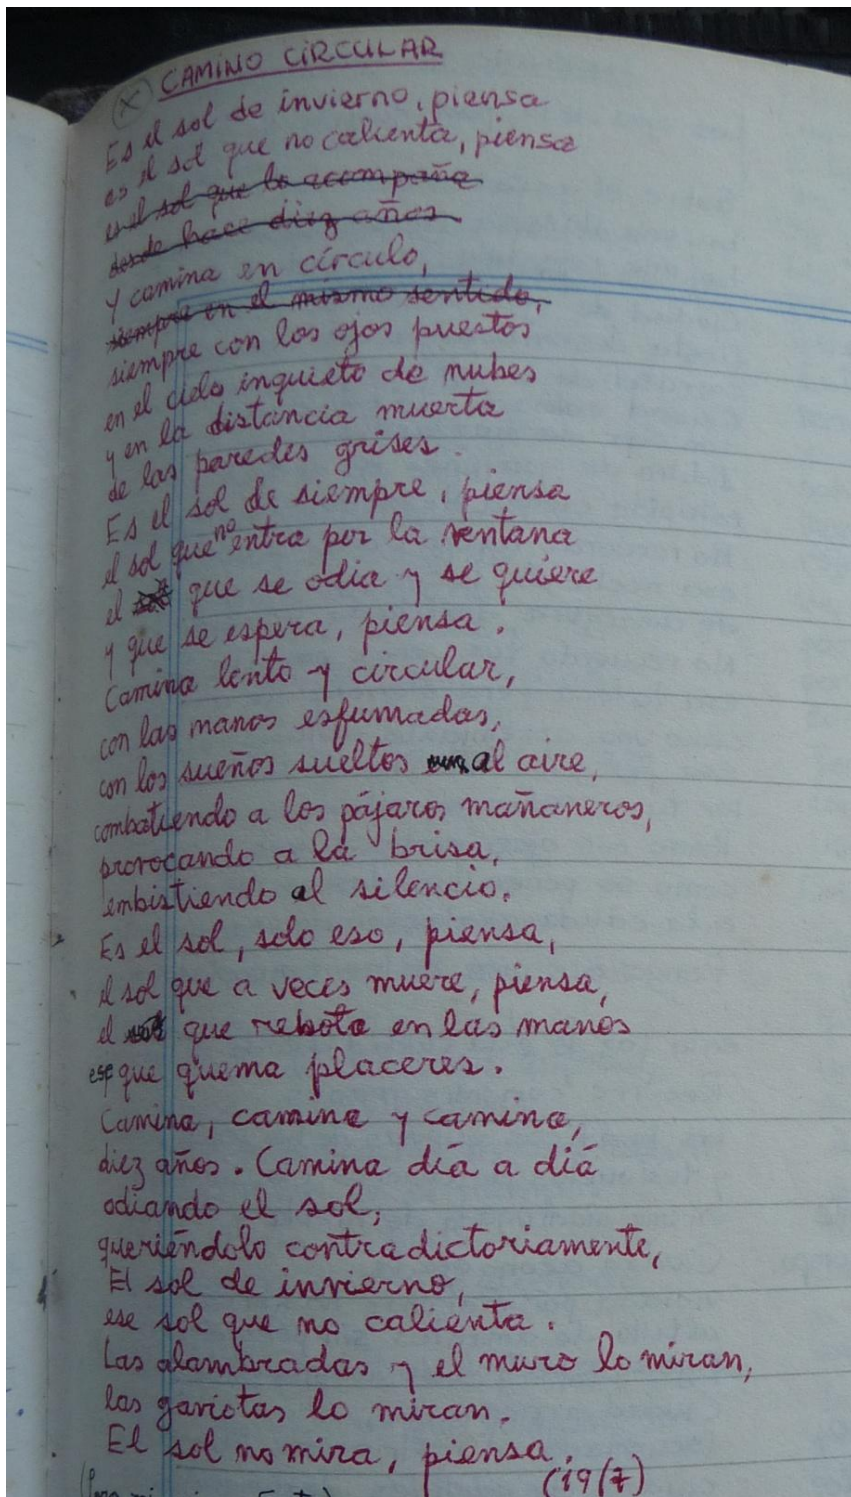 (X) CAMINO CIRCULAR
Es el sol de invierno, piensa
es el sol que no calienta, piensa
es el sol que lo acompaña
desde hace diez años
y camina en círculo,
siempre en el mismo sentido,
siempre con los ojos puestos
en el cielo inquieto de nubes
y en la distancia muerta
de las paredes grises.
Es el sol de siempre, piensa
el sol que no entra por la ventana
el que se odia y se quiere
y que se espera, piensa.
Camina lento y circular,
con las manos esfumadas,
con los sueños sueltos al aire,
combatiendo a los pájaros mañaneros,
provocando a la brisa,
embistiendo al silencio.
Es el sol, solo eso, piensa,
el sol que a veces muere, piensa,
el que rebota en las manos
ese que quema placeres.
Camina, camina y camina,
diez años. Camina día a día
odiando el sol,
queriéndolo contradictoriamente,
El sol de invierno,
ese sol que no calienta.
Las alambradas y el muro lo miran,
las gaviotas lo miran.
El sol no mira, piensa.
(19/7)